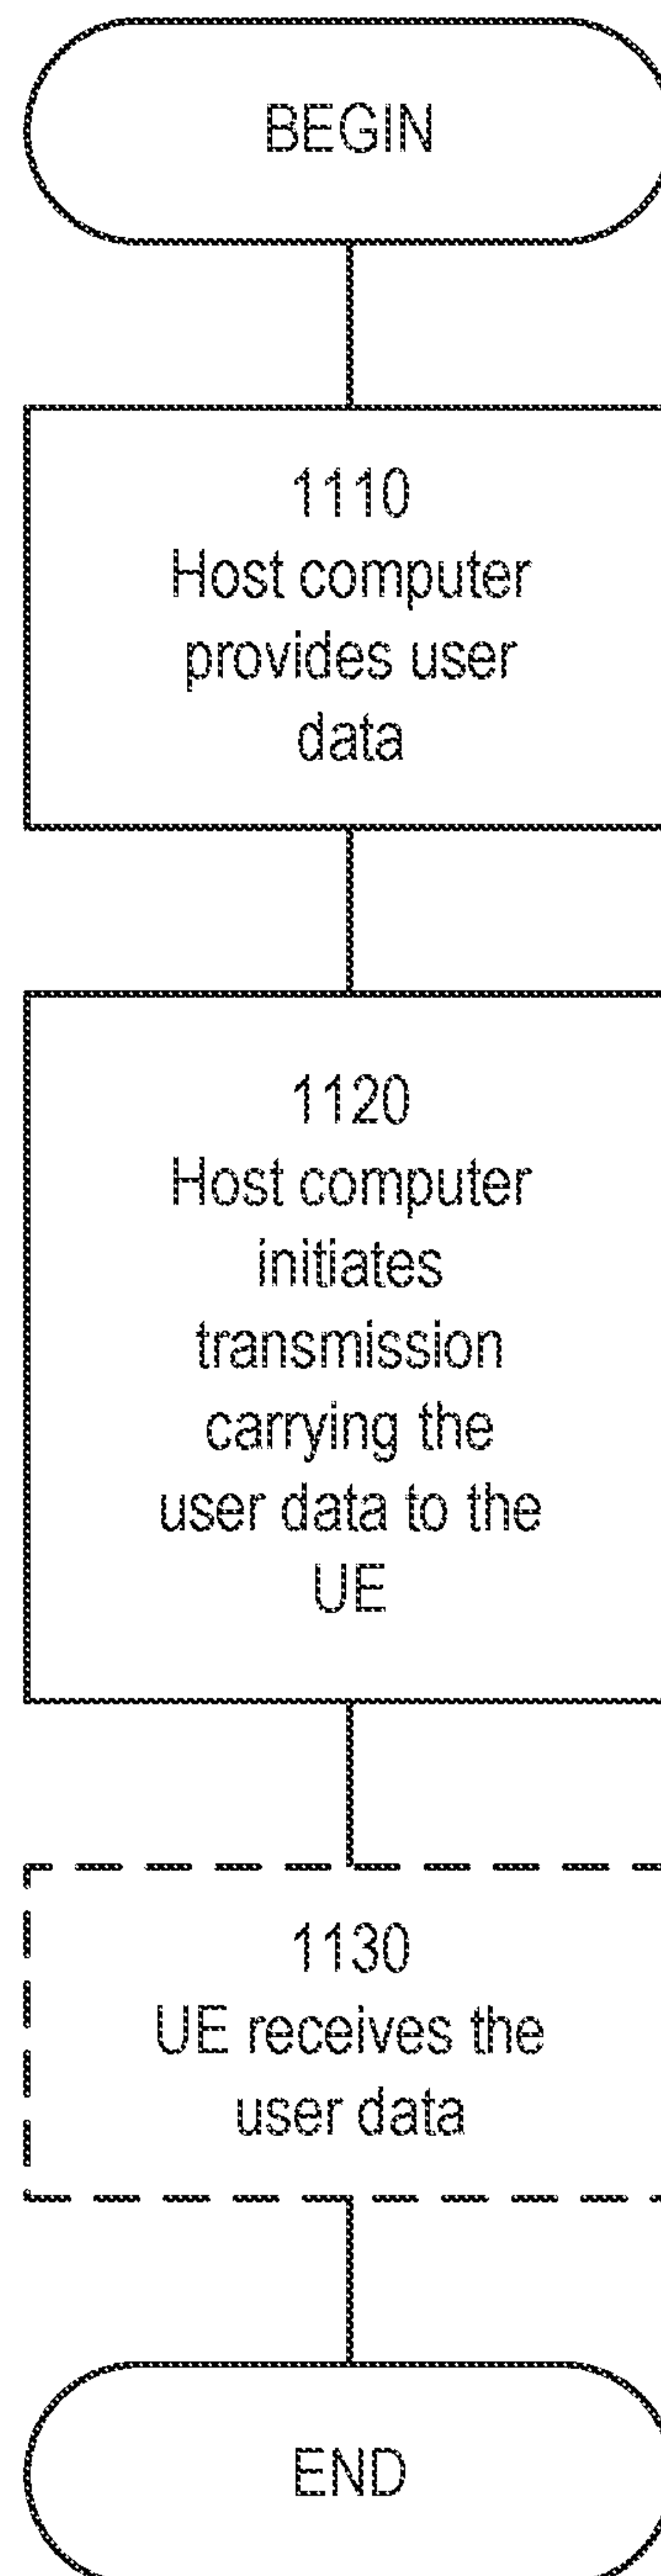 BEGIN
1110
Host computer
provides user
data
1120
Host computer
initiates
transmission
carrying the
user data to the
UE
1130
UE receives the
user data
END